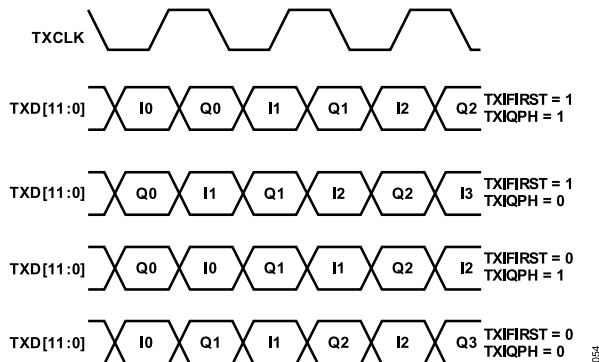 TXCLK
TXD[11:0] I0 Q0 I1 Q1 I2 Q2 TXIFIRST = 1
TXIQPH = 1
TXD[11:0] Q0 I1 Q1 I2 Q2 I3 TXIFIRST = 1
TXIQPH = 0
TXD[11:0] Q0 I0 Q1 I1 Q2 I2 TXIFIRST = 0
TXIQPH = 1
TXD[11:0] I0 Q1 I1 Q2 I2 Q3 TXIFIRST = 0
TXIQPH = 0
054